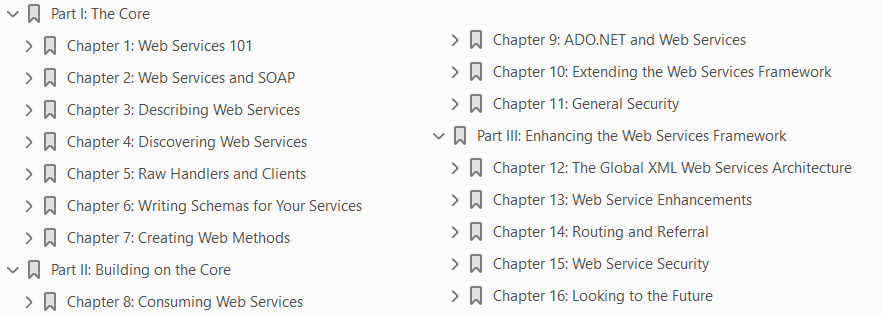 Part I: The Core
Chapter 1: Web Services 101
Chapter 2: Web Services and SOAP
Chapter 3: Describing Web Services
Chapter 4: Discovering Web Services
Chapter 5: Raw Handlers and Clients
Chapter 6: Writing Schemas for Your Services
Chapter 7: Creating Web Methods
Part II: Building on the Core
Chapter 8: Consuming Web Services
Chapter 9: ADO.NET and Web Services
Chapter 10: Extending the Web Services Framework
Chapter 11: General Security
Part III: Enhancing the Web Services Framework
Chapter 12: The Global XML Web Services Architecture
Chapter 13: Web Service Enhancements
Chapter 14: Routing and Referral
Chapter 15: Web Service Security
Chapter 16: Looking to the Future